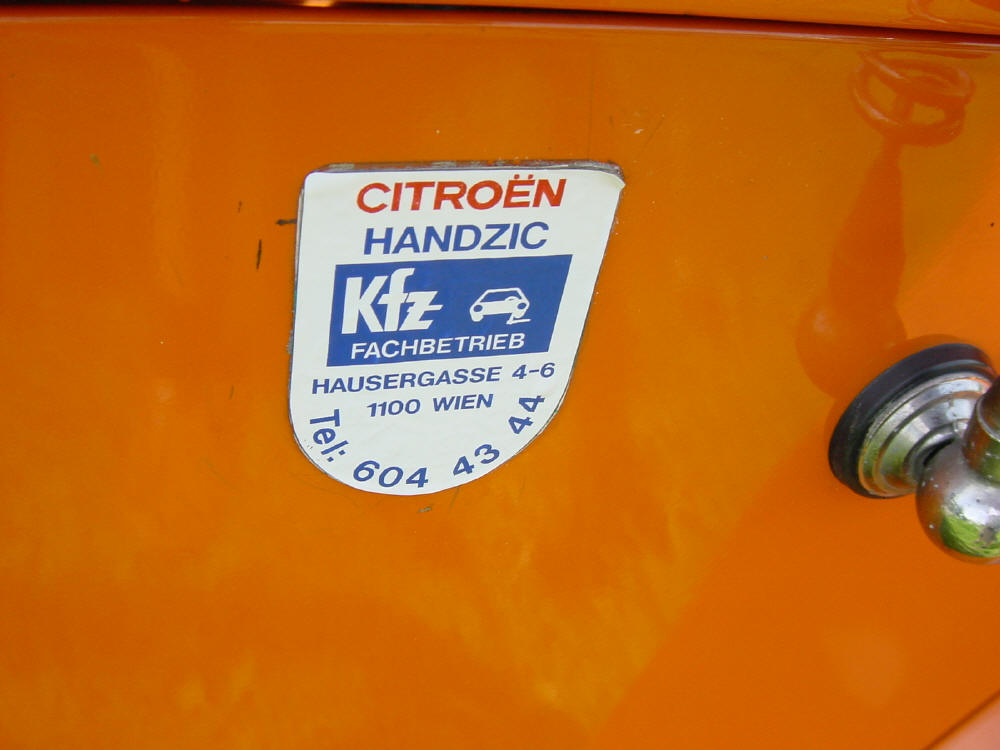 CITROËN
HANDZIC
Kfz
FACHBETRIEB
HAUSERGASSE 4-6
1100 WIEN
Tel: 604 43 44